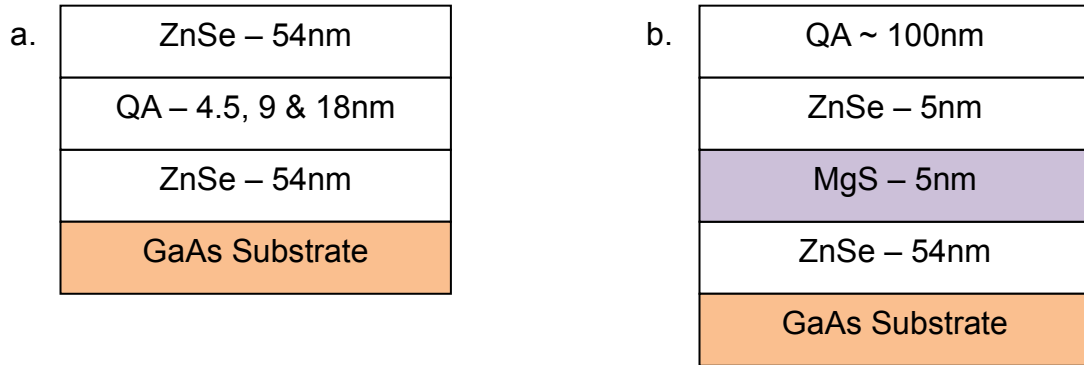 a.
ZnSe – 54nm
QA – 4.5, 9 & 18nm
ZnSe – 54nm
GaAs Substrate
b.
QA ~ 100nm
ZnSe – 5nm
MgS – 5nm
ZnSe – 54nm
GaAs Substrate